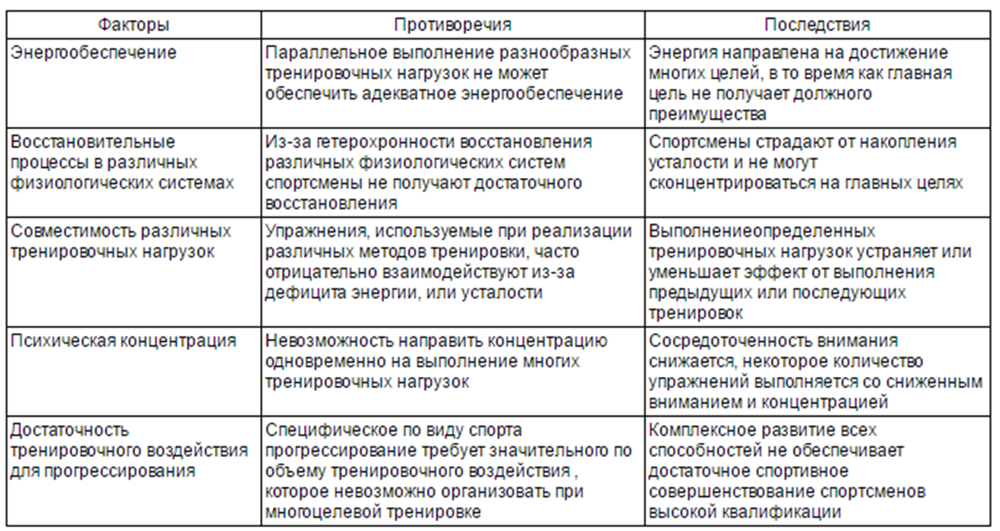 Факторы
Противоречия
Последствия
Энергообеспечение
Параллельное выполнение разнообразных
тренировочных нагрузок не может
обеспечить адекватное энергообеспечение
Энергия направлена на достижение
многих целей, в то время как главная
цель не получает должного
преимущества
Восстановительные
процессы в различных
физиологических системах
Из-за гетерохронности восстановления
различных физиологических систем
спортсмены не получают достаточного
восстановления
Спортсмены страдают от накопления
усталости и не могут
сконцентрироваться на главных целях
Совместимость различных
тренировочных нагрузок
Упражнения, используемые при реализации
различных методов тренировки, часто
отрицательно взаимодействуют из-за
дефицита энергии, или усталости
Выполнениеопределенных
тренировочных нагрузок устраняет или
уменьшает эффект от выполнения
предыдущих или последующих
тренировок
Психическая концентрация
Невозможность направить концентрацию
одновременно на выполнение многих
тренировочных нагрузок
Сосредоточенность внимания
снижается, некоторое количество
упражнений выполняется со сниженным
вниманием и концентрацией
Достаточность
тренировочного воздействия
для прогрессирования
Специфическое по виду спорта
прогрессирование требует значительного по
объему тренировочного воздействия ,
которое невозможно организовать при
многоцелевой тренировке
Комплексное развитие всех
способностей не обеспечивает
достаточное спортивное
совершенствование спортсменов
высокой квалификации